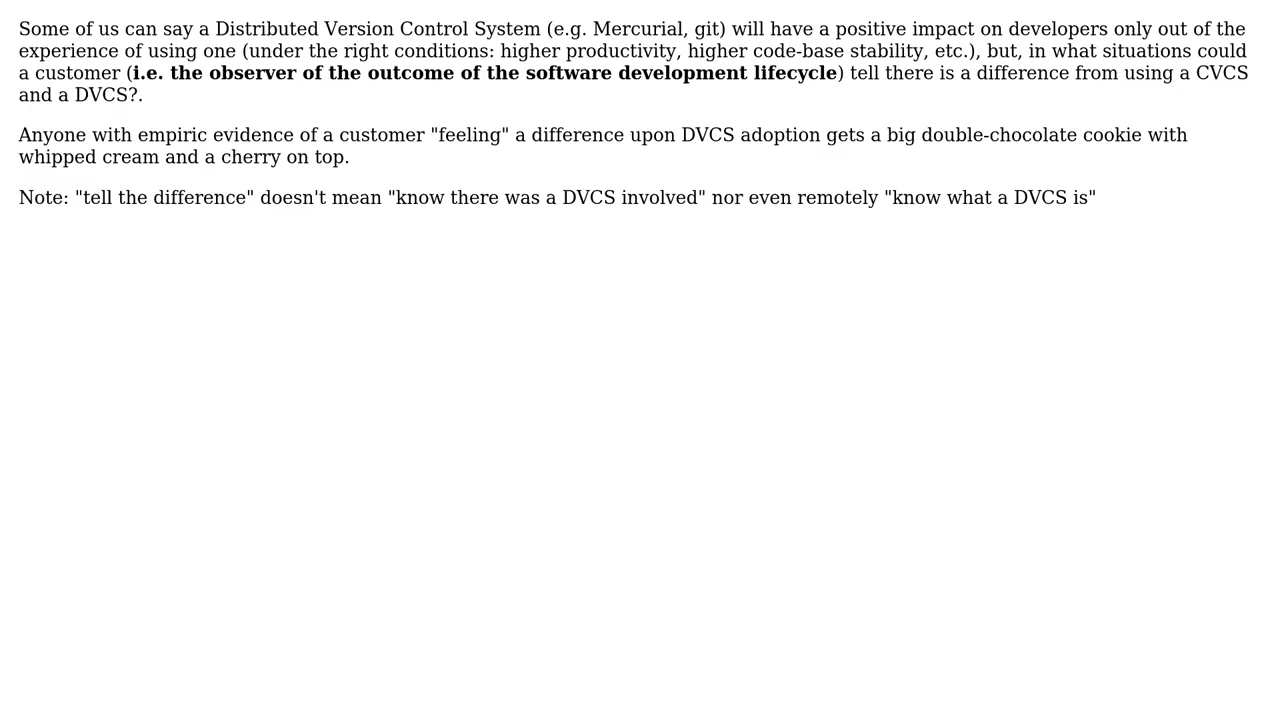 Some of us can say a Distributed Version Control System (e.g. Mercurial, git) will have a positive impact on developers only out of the
experience of using one (under the right conditions: higher productivity, higher code-base stability, etc.), but, in what situations could
a customer (i.e. the observer of the outcome of the software development lifecycle) tell there is a difference from using a CVCS
and a DVCS?.
Anyone with empiric evidence of a customer "feeling" a difference upon DVCS adoption gets a big double-chocolate cookie with
whipped cream and a cherry on top.
Note: "tell the difference" doesn't mean "know there was a DVCS involved" nor even remotely "know what a DVCS is"